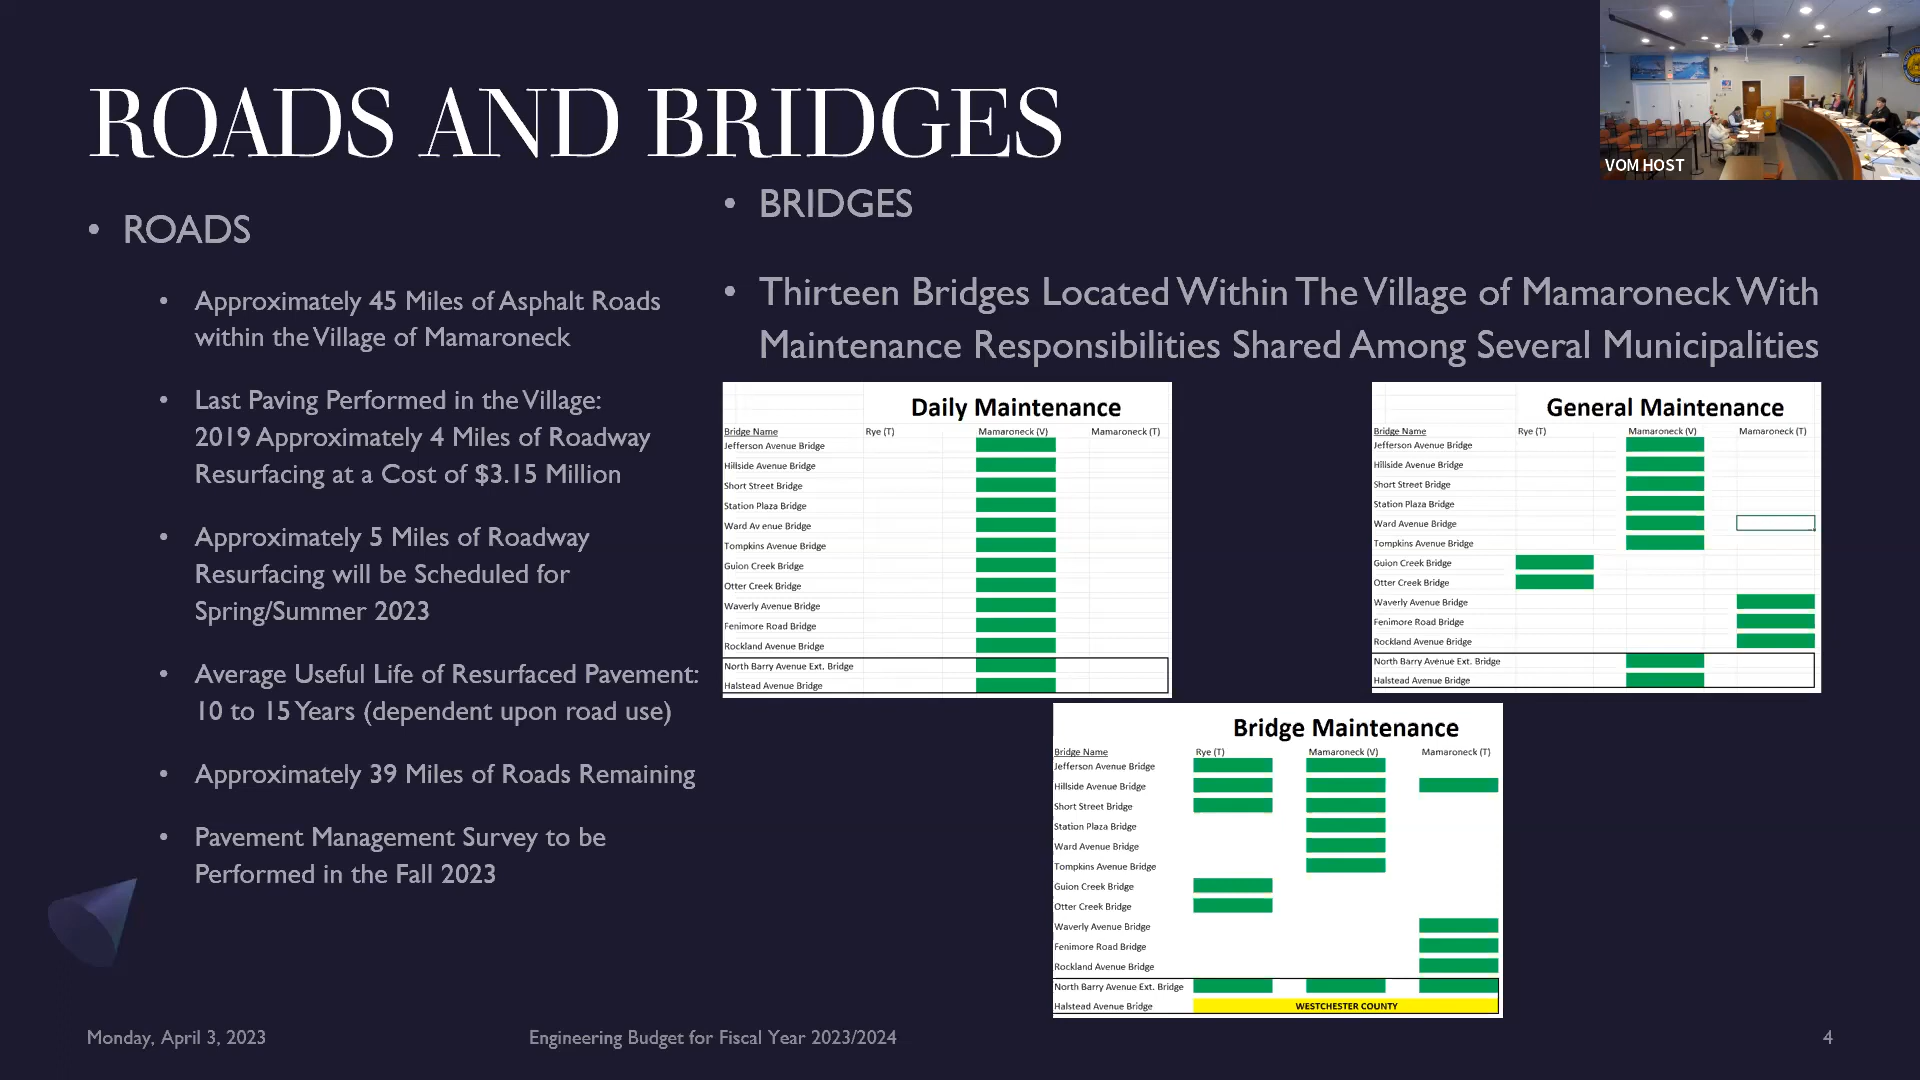 ROADS AND BRIDGES
VOM HOST
• ROADS
• Approximately 45 Miles of Asphalt Roads
within the Village of Mamaroneck
• Last Paving Performed in the Village:
2019 Approximately 4 Miles of Roadway
Resurfacing at a Cost of $3.15 Million
• Approximately 5 Miles of Roadway
Resurfacing will be Scheduled for
Spring/Summer 2023
• Average Useful Life of Resurfaced Pavement:
10 to 15 Years (dependent upon road use)
• Approximately 39 Miles of Roads Remaining
• Pavement Management Survey to be
Performed in the Fall 2023
• BRIDGES
• Thirteen Bridges Located Within The Village of Mamaroneck With
Maintenance Responsibilities Shared Among Several Municipalities
Daily Maintenance
Bridge Name Rye (T) Mamaroneck (V) Mamaroneck (T)
Jefferson Avenue Bridge
Hillside Avenue Bridge
Short Street Bridge
Station Plaza Bridge
Ward Avenue Bridge
Tompkins Avenue Bridge
Guion Creek Bridge
Otter Creek Bridge
Waverly Avenue Bridge
Fenimore Road Bridge
Rockland Avenue Bridge
North Barry Avenue Ext. Bridge
Halstead Avenue Bridge
General Maintenance
Bridge Name Rye (T) Mamaroneck (V) Mamaroneck (T)
Jefferson Avenue Bridge
Hillside Avenue Bridge
Short Street Bridge
Station Plaza Bridge
Ward Avenue Bridge
Tompkins Avenue Bridge
Guion Creek Bridge
Otter Creek Bridge
Waverly Avenue Bridge
Fenimore Road Bridge
Rockland Avenue Bridge
North Barry Avenue Ext. Bridge
Halstead Avenue Bridge
Bridge Maintenance
Bridge Name Rye (T) Mamaroneck (V) Mamaroneck (T)
Jefferson Avenue Bridge
Hillside Avenue Bridge
Short Street Bridge
Station Plaza Bridge
Ward Avenue Bridge
Tompkins Avenue Bridge
Guion Creek Bridge
Otter Creek Bridge
Waverly Avenue Bridge
Fenimore Road Bridge
Rockland Avenue Bridge
North Barry Avenue Ext. Bridge
Halstead Avenue Bridge WESTCHESTER COUNTY
Monday, April 3, 2023
Engineering Budget for Fiscal Year 2023/2024
4